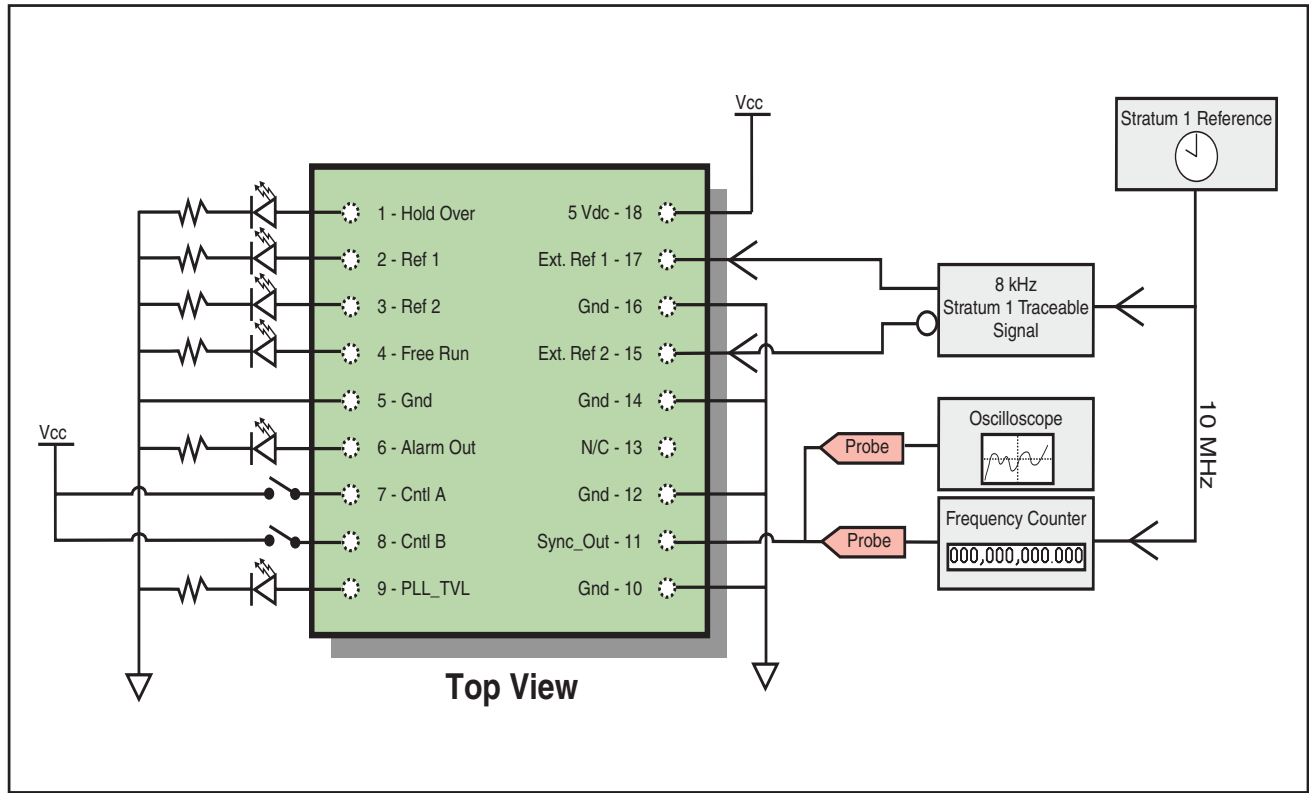 Vcc
Stratum 1 Reference
1 - Hold Over
5 Vdc - 18
2 - Ref 1
Ext. Ref 1 - 17
8 kHz
Stratum 1 Traceable
Signal
3 - Ref 2
Gnd - 16
4 - Free Run
Ext. Ref 2 - 15
5 - Gnd
Gnd - 14
10 MHz
Vcc
6 - Alarm Out
N/C - 13
Probe
Oscilloscope
7 - Cntl A
Gnd - 12
8 - Cntl B
Sync_Out - 11
Probe
Frequency Counter
000,000,000.000
9 - PLL_TVL
Gnd - 10
Top View